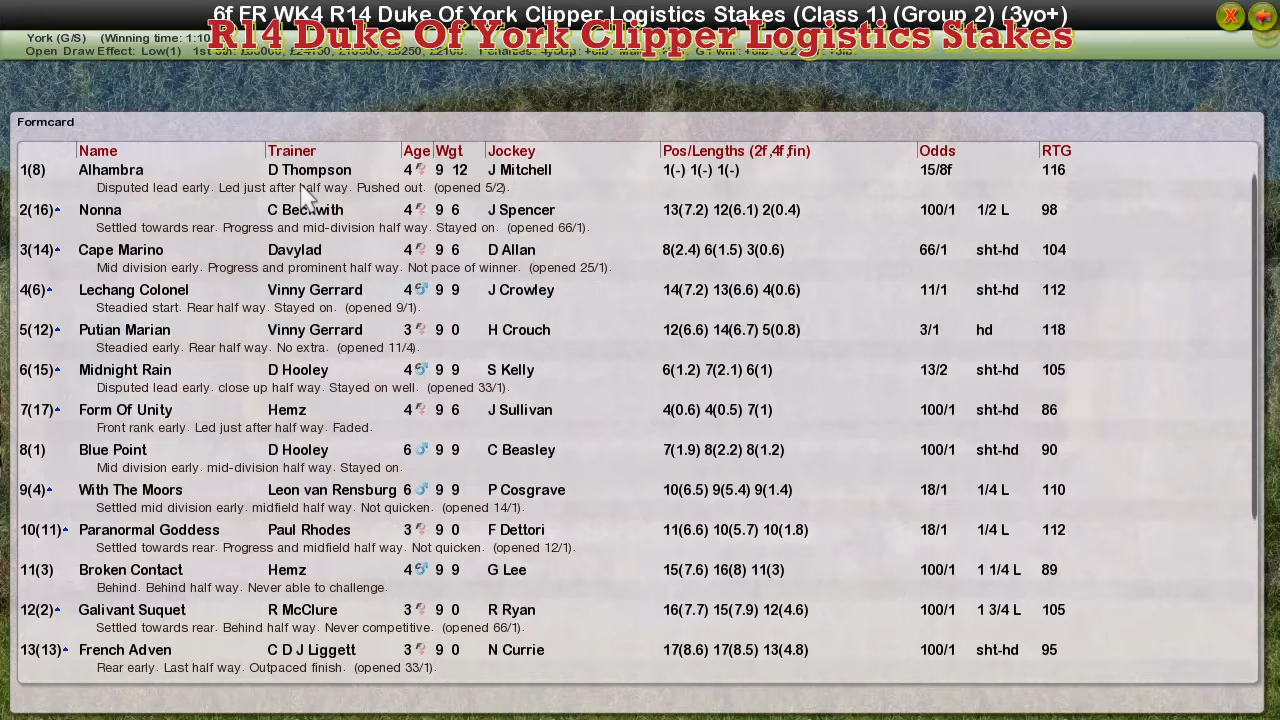 6f ER WK4 R14 Duke Of York Clipper Logistics Stakes (Class 1) (Group 2) (3yo+)
R14 Duke Of York Clipper Logistics Stakes
York (G/S) (Winning time: 1:10
Open Draw Effect: Low(1) 1st
Formcard
Name Trainer Age Wgt Jockey Pos/Lengths (2f,4f,fin) Odds RTG
1(8) Alhambra D Thompson 4 9 12 J Mitchell 1(-) 1(-) 1(-) 15/8f 116
Disputed lead early. Led just after half way. Pushed out. (opened 5/2).
2(16) Nonna C Beckwith 4 9 6 J Spencer 13(7.2) 12(6.1) 2(0.4) 100/1 1/2 L 98
Settled towards rear. Progress and mid-division half way. Stayed on. (opened 66/1).
3(14) Cape Marino Davylad 4 9 6 D Allan 8(2.4) 6(1.5) 3(0.6) 66/1 sht-hd 104
Mid division early. Progress and prominent half way. Not pace of winner. (opened 25/1).
4(6) Lechang Colonel Vinny Gerrard 4 9 9 J Crowley 14(7.2) 13(6.6) 4(0.6) 11/1 sht-hd 112
Steadied start. Rear half way. Stayed on. (opened 9/1).
5(12) Putian Marian Vinny Gerrard 3 9 0 H Crouch 12(6.6) 14(6.7) 5(0.8) 3/1 hd 118
Steadied early. Rear half way. No extra. (opened 11/4).
6(15) Midnight Rain D Hooley 4 9 9 S Kelly 6(1.2) 7(2.1) 6(1) 13/2 sht-hd 105
Disputed lead early. close up half way. Stayed on well. (opened 33/1).
7(17) Form Of Unity Hemz 4 9 6 J Sullivan 4(0.6) 4(0.5) 7(1) 100/1 sht-hd 86
Front rank early. Led just after half way. Faded.
8(1) Blue Point D Hooley 6 9 9 C Beasley 7(1.9) 8(2.2) 8(1.2) 100/1 sht-hd 90
Mid division early. mid-division half way. Stayed on.
9(4) With The Moors Leon van Rensburg 6 9 9 P Cosgrave 10(6.5) 9(5.4) 9(1.4) 18/1 1/4 L 110
Settled mid division early. midfield half way. Not quicken. (opened 14/1).
10(11) Paranormal Goddess Paul Rhodes 3 9 0 F Dettori 11(6.6) 10(5.7) 10(1.8) 18/1 1/4 L 112
Settled towards rear. Progress and midfield half way. Not quicken. (opened 12/1).
11(3) Broken Contact Hemz 4 9 9 G Lee 15(7.6) 16(8) 11(3) 100/1 1 1/4 L 89
Behind. Behind half way. Never able to challenge.
12(2) Galivant Suquet R McClure 3 9 0 R Ryan 16(7.7) 15(7.9) 12(4.6) 100/1 1 3/4 L 105
Settled towards rear. Behind half way. Never competitive. (opened 66/1).
13(13) French Adven C D J Liggett 3 9 0 N Currie 17(8.6) 17(8.5) 13(4.8) 100/1 sht-hd 95
Rear early. Last half way. Outpaced finish. (opened 33/1).